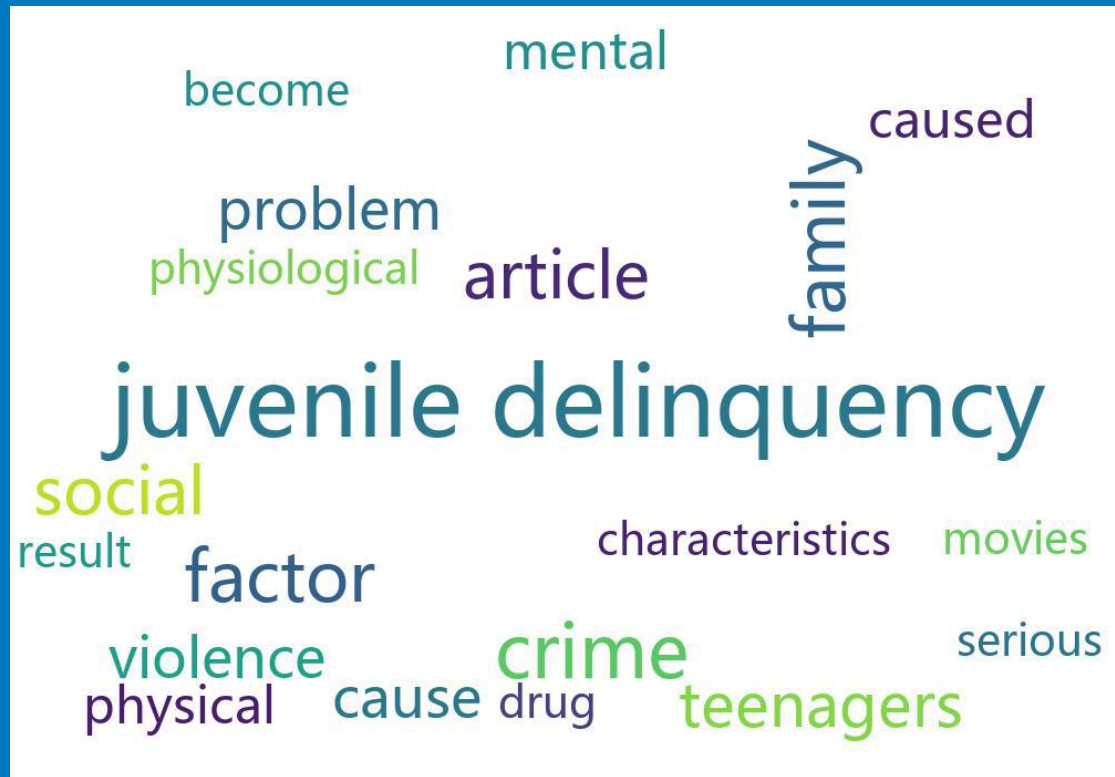 mental
become
caused
family
problem
physiological
article
juvenile delinquency
social
result
characteristics
movies
factor
violence
crime
serious
physical
cause
drug
teenagers